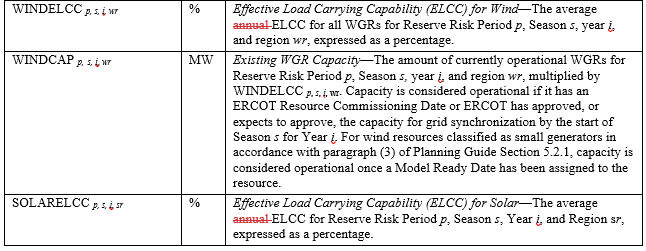 WINDELCC p, s, i, wr % Effective Load Carrying Capability (ELCC) for Wind—The average
annual ELCC for all WGRs for Reserve Risk Period p, Season s, year i,
and region wr, expressed as a percentage.
WINDCAP p, s, i, wr MW Existing WGR Capacity—The amount of currently operational WGRs for
Reserve Risk Period p, Season s, year i, and region wr, multiplied by
WINDELCC p, s, i, wr. Capacity is considered operational if it has an
ERCOT Resource Commissioning Date or ERCOT has approved, or
expects to approve, the capacity for grid synchronization by the start of
Season s for Year i. For wind resources classified as small generators in
accordance with paragraph (3) of Planning Guide Section 5.2.1, capacity is
considered operational once a Model Ready Date has been assigned to the
resource.
SOLARELCC p, s, i, sr % Effective Load Carrying Capability (ELCC) for Solar—The average
annual ELCC for Reserve Risk Period p, Season s, Year i, and Region sr,
expressed as a percentage.